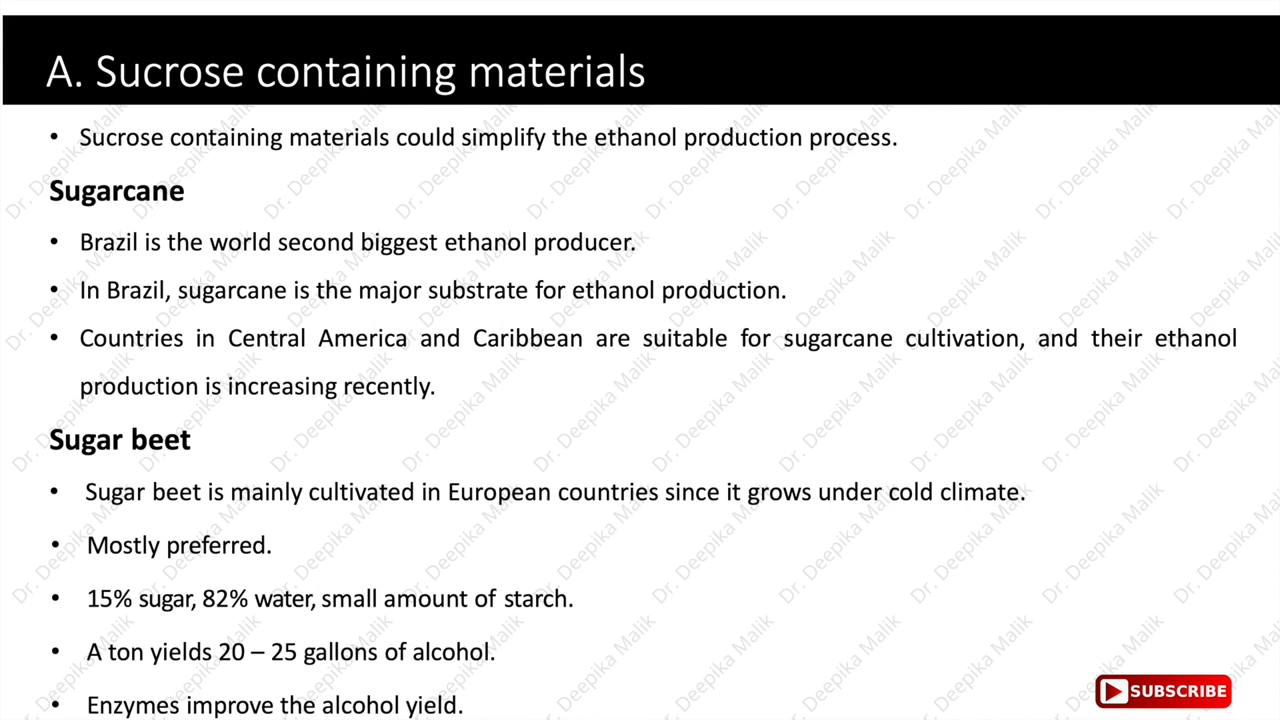 A. Sucrose containing materials
• Sucrose containing materials could simplify the ethanol production process.
Sugarcane
• Brazil is the world second biggest ethanol producer.
• In Brazil, sugarcane is the major substrate for ethanol production.
• Countries in Central America and Caribbean are suitable for sugarcane cultivation, and their ethanol
production is increasing recently.
Sugar beet
• Sugar beet is mainly cultivated in European countries since it grows under cold climate.
• Mostly preferred.
• 15% sugar, 82% water, small amount of starch.
• A ton yields 20 – 25 gallons of alcohol.
• Enzymes improve the alcohol yield.
SUBSCRIBE
Dr. Deepika Malik